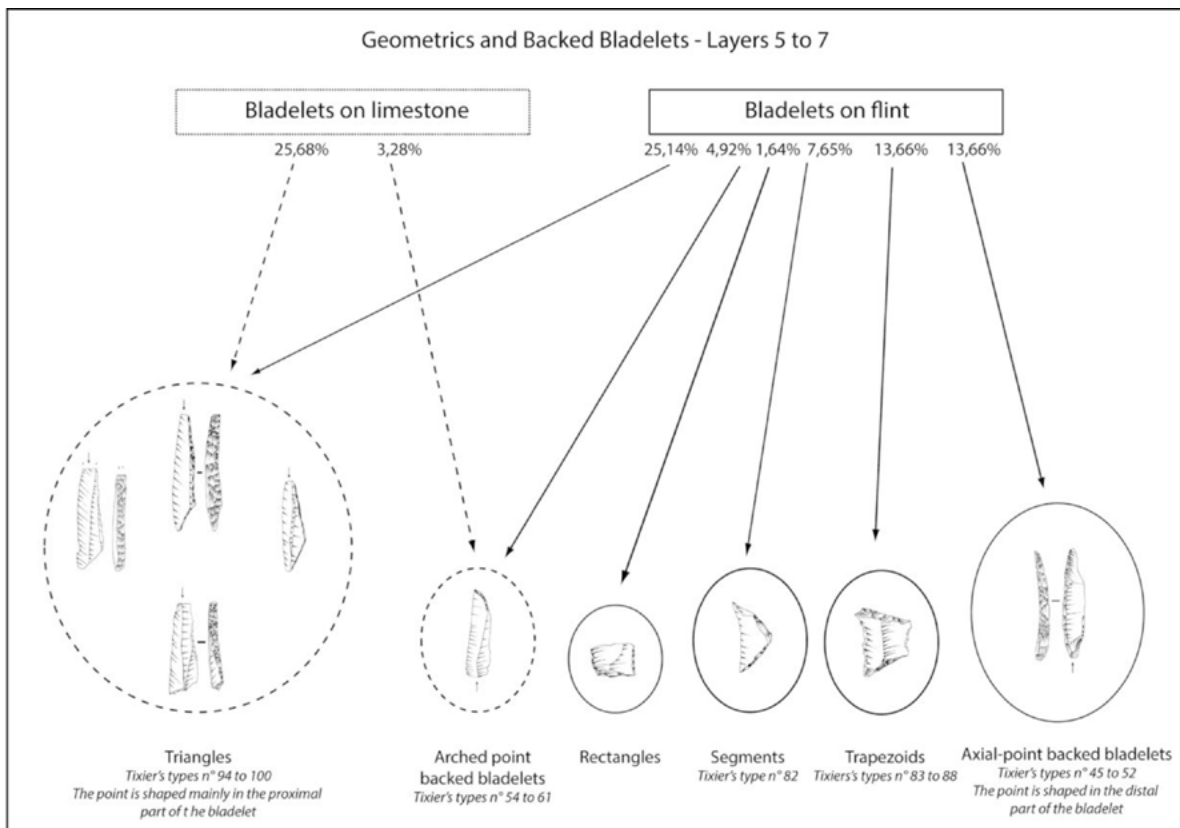 Geometrics and Backed Bladelets - Layers 5 to 7
Bladelets on limestone
Bladelets on flint
25,68% 3,28%
25,14% 4,92% 1,64% 7,65% 13,66% 13,66%
Triangles
Tixier's types n° 94 to 100
The point is shaped mainly in the proximal
part of t he bladelet
Arched point
backed bladelets
Tixier's types n° 54 to 61
Rectangles
Segments
Tixier's type n° 82
Trapezoids
Tixiers's types n° 83 to 88
Axial-point backed bladelets
Tixier's types n° 45 to 52
The point is shaped in the distal
part of the bladelet